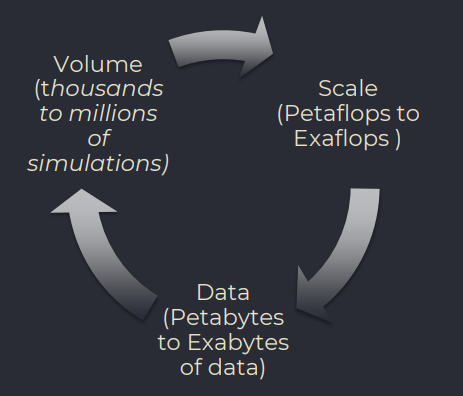 Volume
(thousands
to millions
of
simulations)
Scale
(Petaflops to
Exaflops )
Data
(Petabytes
to Exabytes
of data)